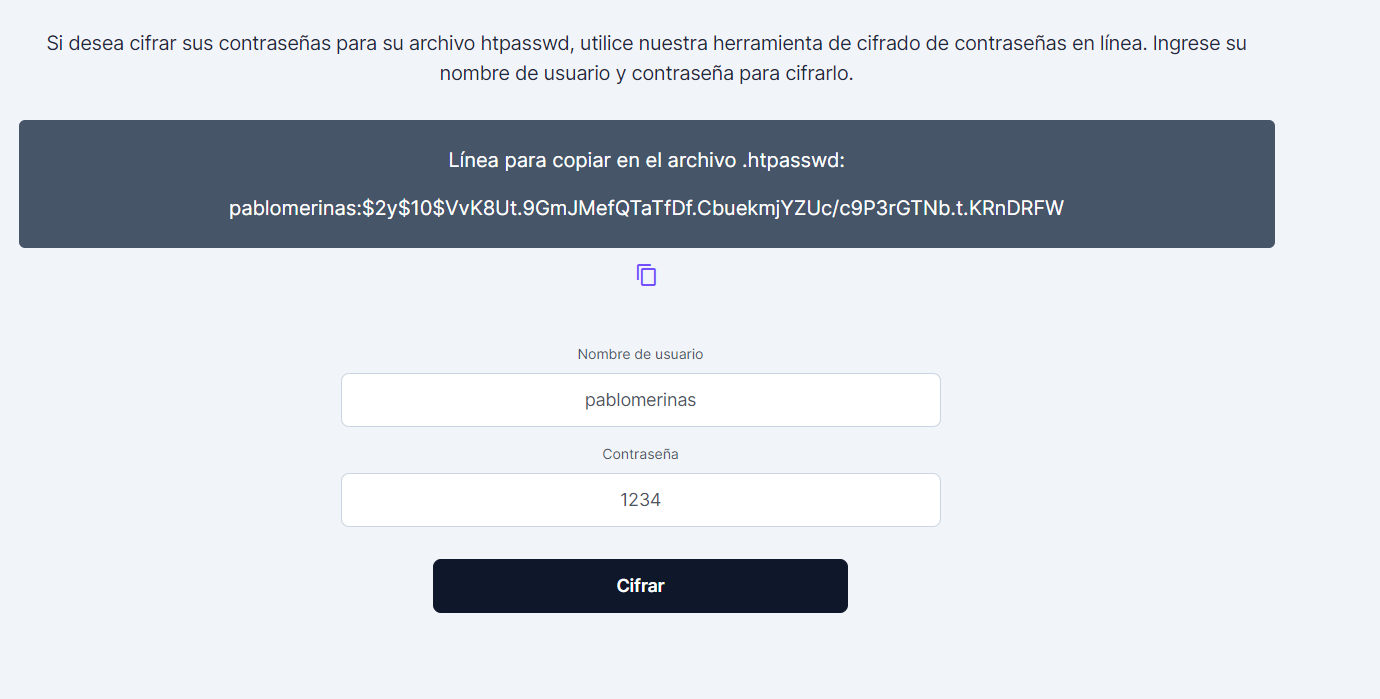 Si desea cifrar sus contraseñas para su archivo htpasswd, utilice nuestra herramienta de cifrado de contraseñas en línea. Ingrese su
nombre de usuario y contraseña para cifrarlo.
Línea para copiar en el archivo .htpasswd:
pablomerinas:$2y$10$VvK8Ut.9GmJMefQTaTfDf.CbuekmjYZUc/c9P3rGTNb.t.KRnDRFW
Nombre de usuario
pablomerinas
Contraseña
1234
Cifrar